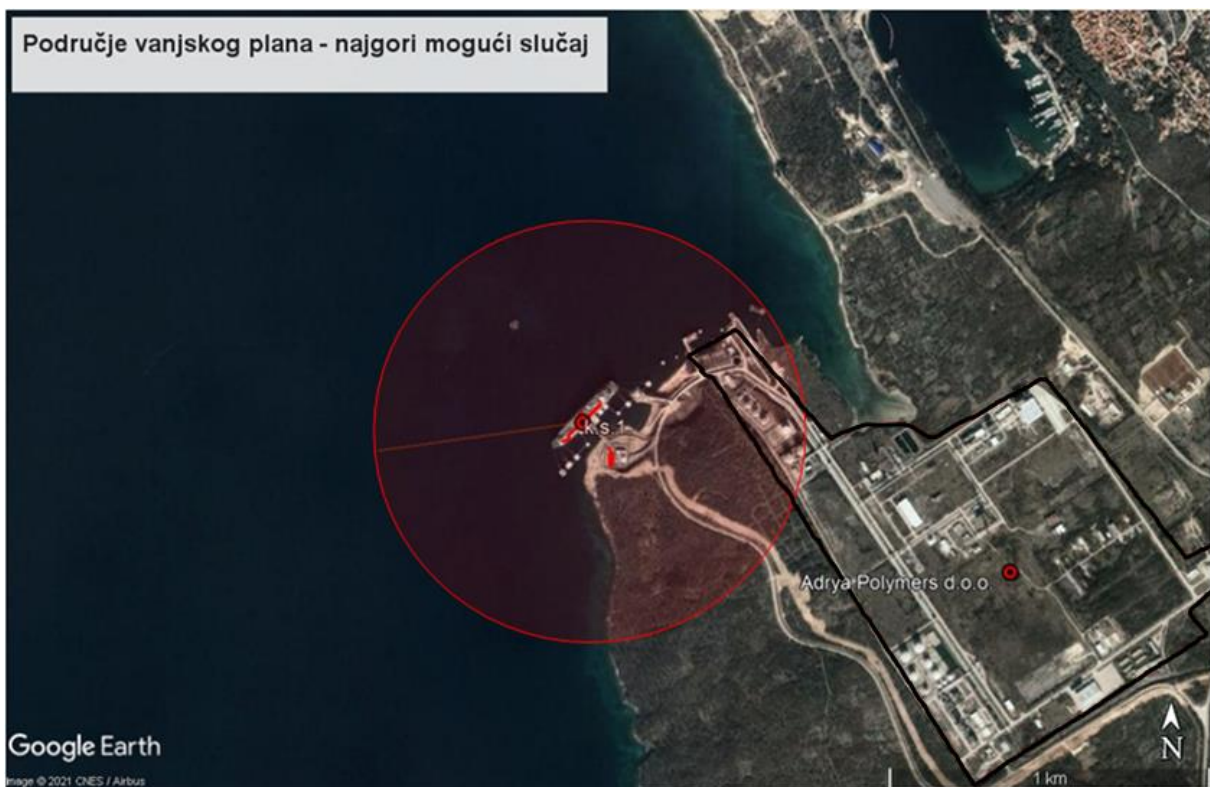 Područje vanjskog plana - najgori mogući slučaj
k.s.1
Adrya Polymers d.o.o.
Google Earth
Image © 2021 CNES / Airbus
N
1 km